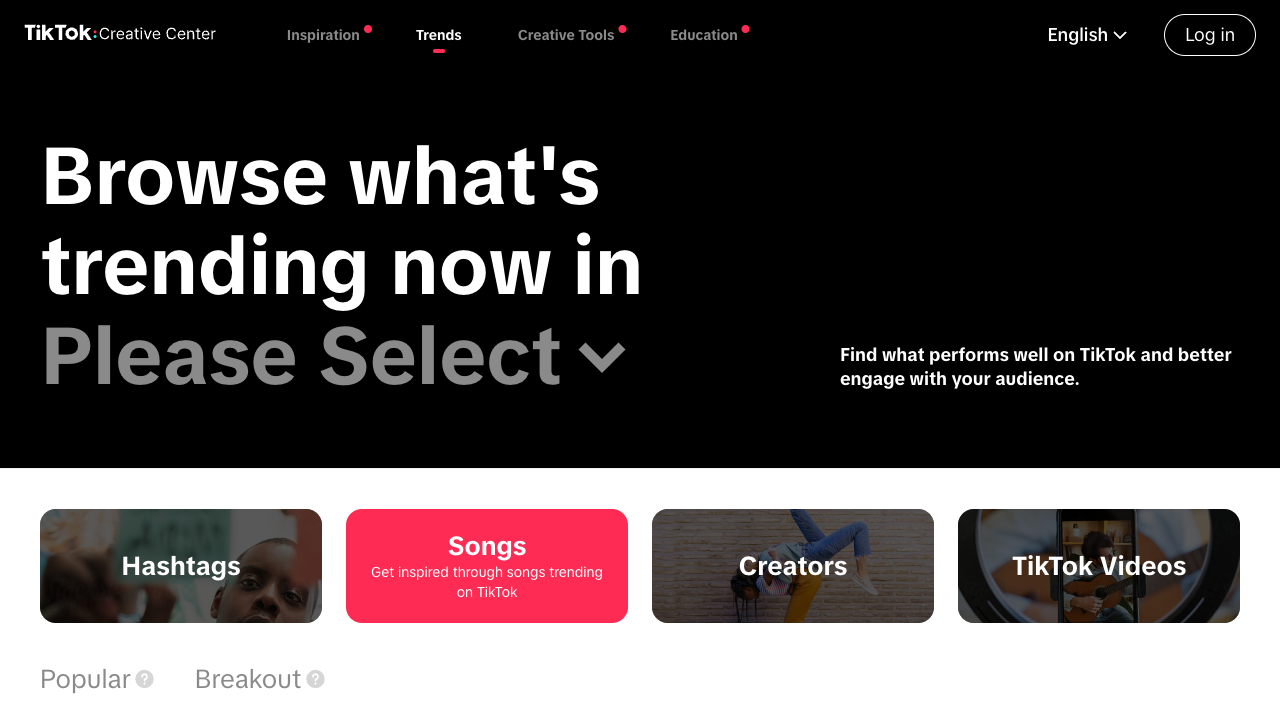 TikTok: Creative Center
Inspiration
Trends
Creative Tools
Education
English
Log in
Browse what's
trending now in
Please Select
Find what performs well on TikTok and better
engage with your audience.
Hashtags
Songs
Get inspired through songs trending
on TikTok
Creators
TikTok Videos
Popular ?
Breakout ?